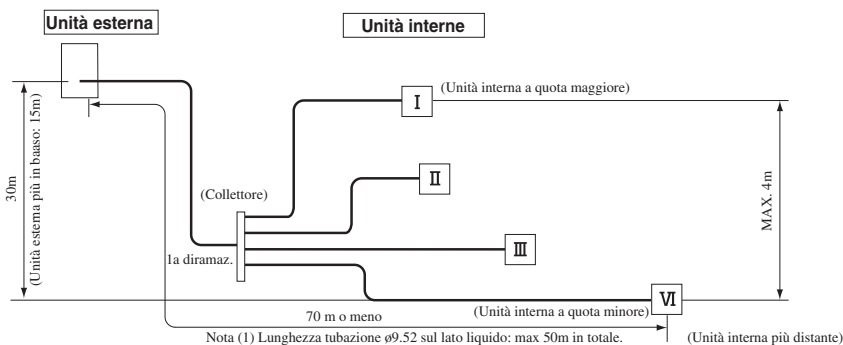 Unità esterna
Unità interne
I
(Unità interna a quota maggiore)
30m
(Unità esterna più in baaso: 15m)
II
(Collettore)
MAX. 4m
III
1a diramaz.
VI
70 m o meno
(Unità interna a quota minore)
Nota (1) Lunghezza tubazione ø9.52 sul lato liquido: max 50m in totale.
(Unità interna più distante)